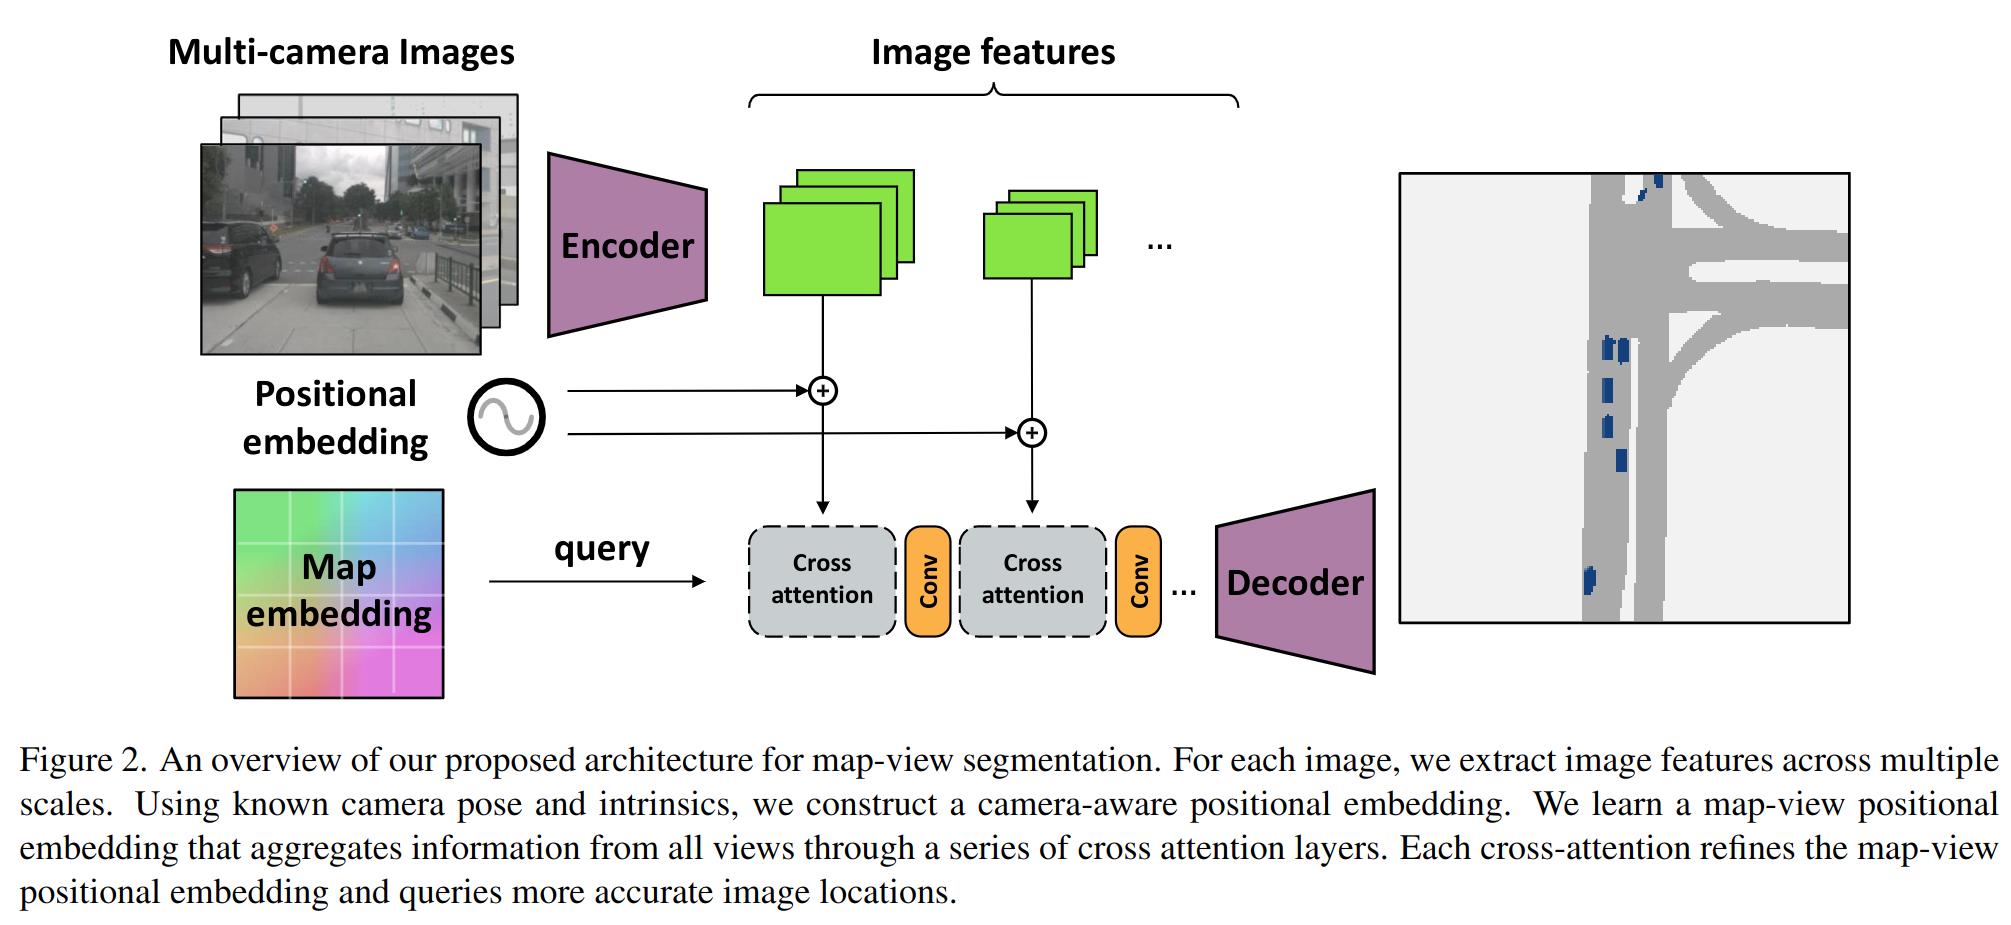 Multi-camera Images
Image features
Encoder
...
Positional
embedding
+
+
Map
embedding
query
Cross
attention
Conv
Cross
attention
Conv
...
Decoder
Figure 2. An overview of our proposed architecture for map-view segmentation. For each image, we extract image features across multiple
scales. Using known camera pose and intrinsics, we construct a camera-aware positional embedding. We learn a map-view positional
embedding that aggregates information from all views through a series of cross attention layers. Each cross-attention refines the map-view
positional embedding and queries more accurate image locations.